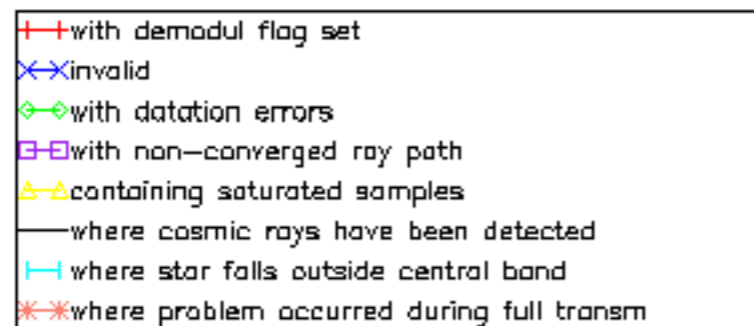 with demodul flag set
invalid
with datation errors
with non-converged ray path
containing saturated samples
where cosmic rays have been detected
where star falls outside central band
where problem occurred during full transm